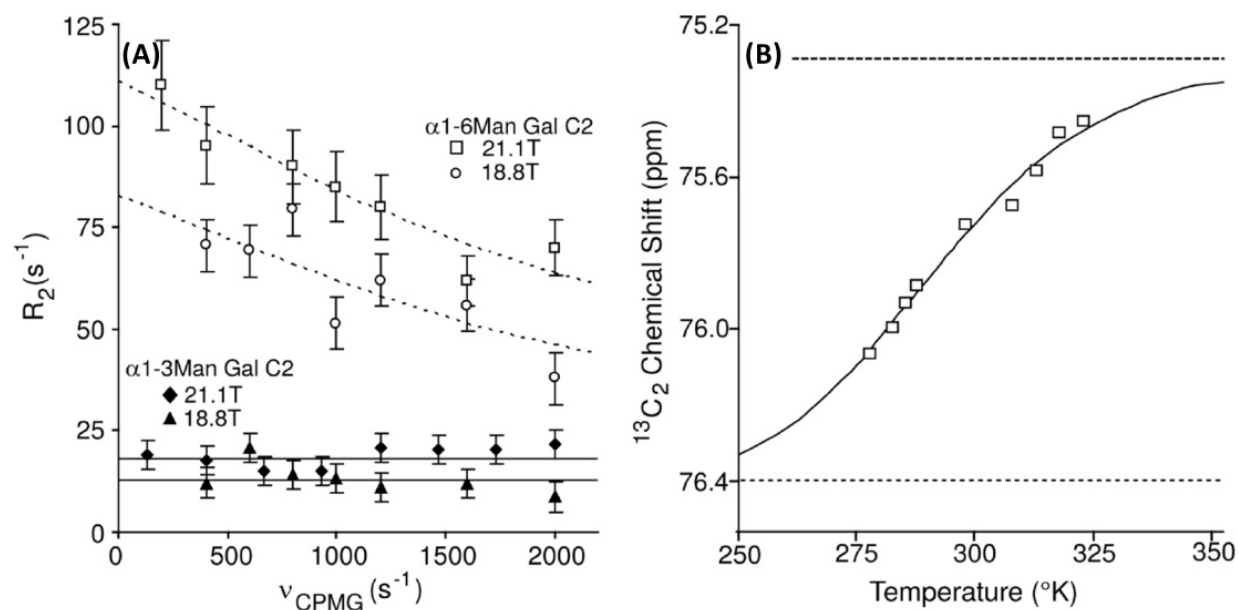 (A)
125
100
75
50
25
0
R2(s-1)
α1-6Man Gal C2
21.1T
18.8T
α1-3Man Gal C2
21.1T
18.8T
0 500 1000 1500 2000
νCPMG(s-1)
(B)
75.2
75.6
76.0
76.4
13C2 Chemical Shift (ppm)
250 275 300 325 350
Temperature (°K)